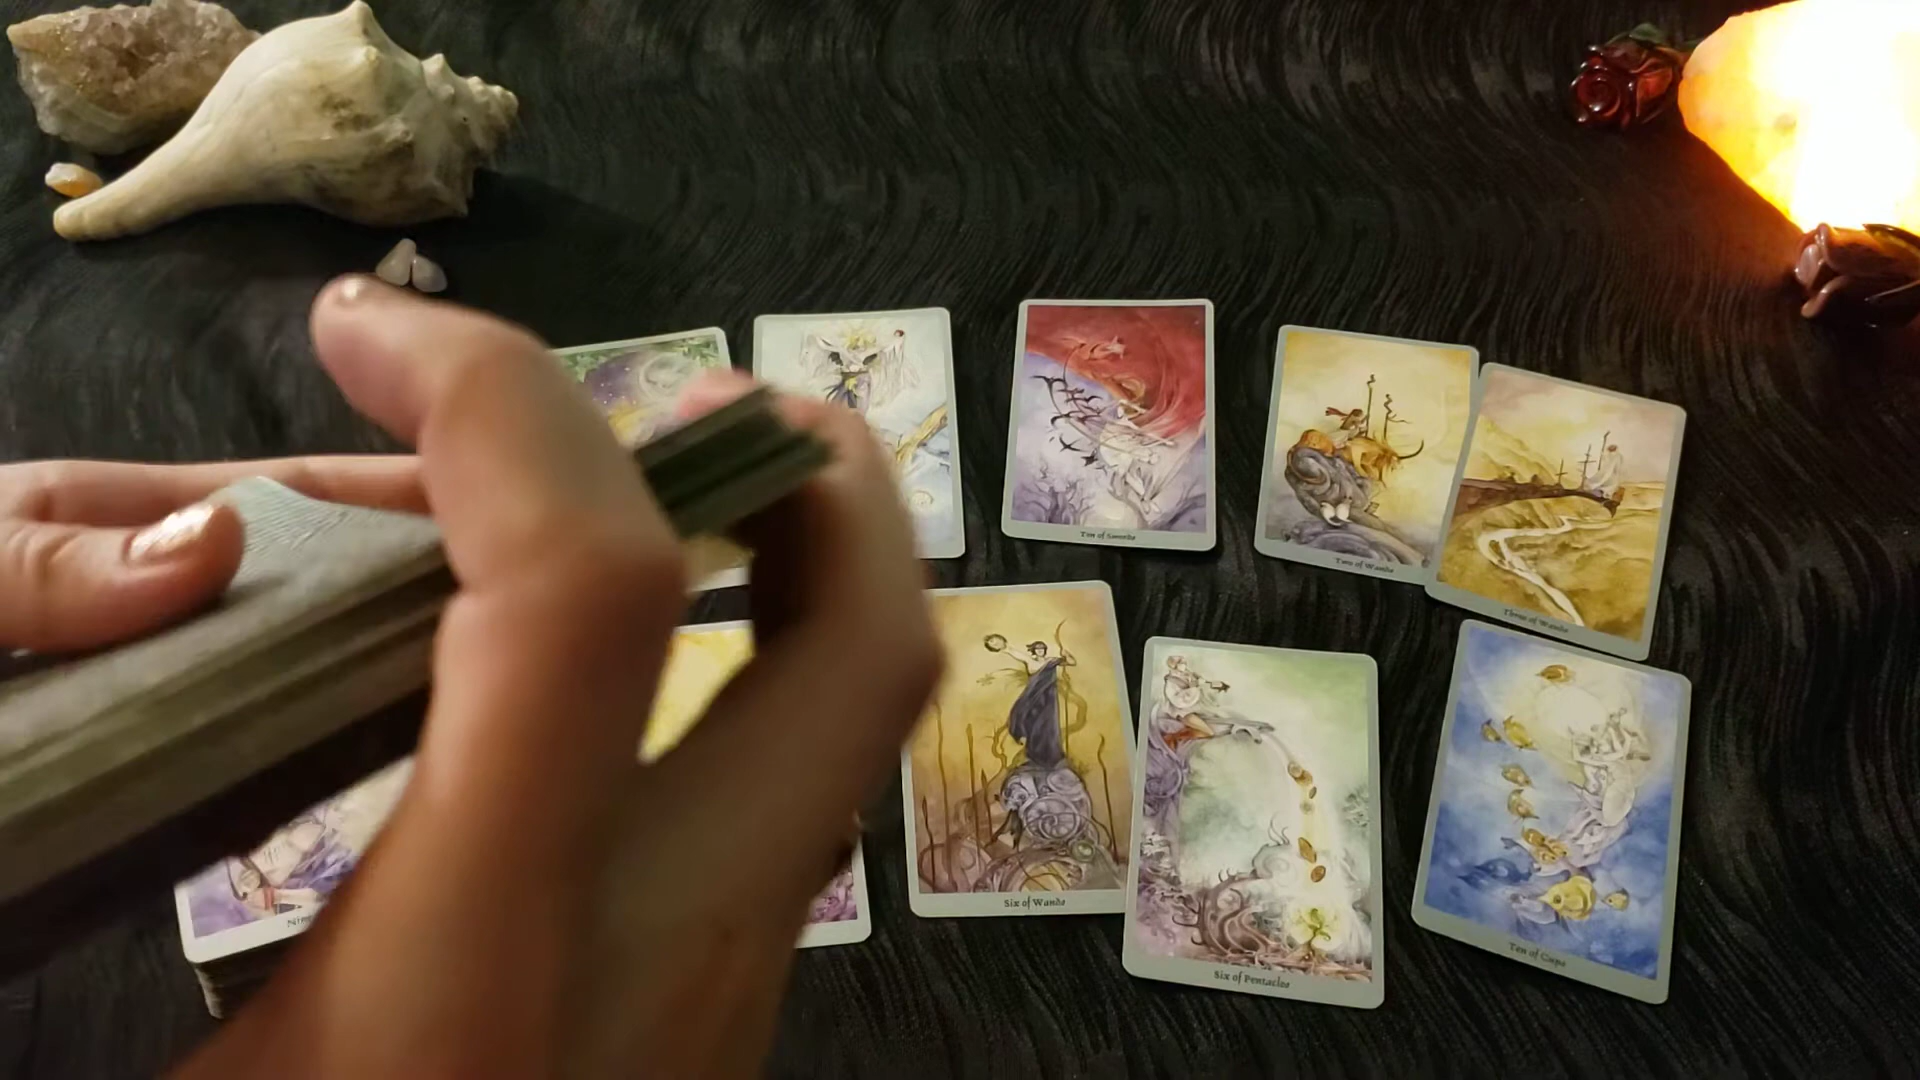 Ten of Swords
Two of Wands
Three of Wands
Six of Wands
Six of Pentacles
Ten of Cups